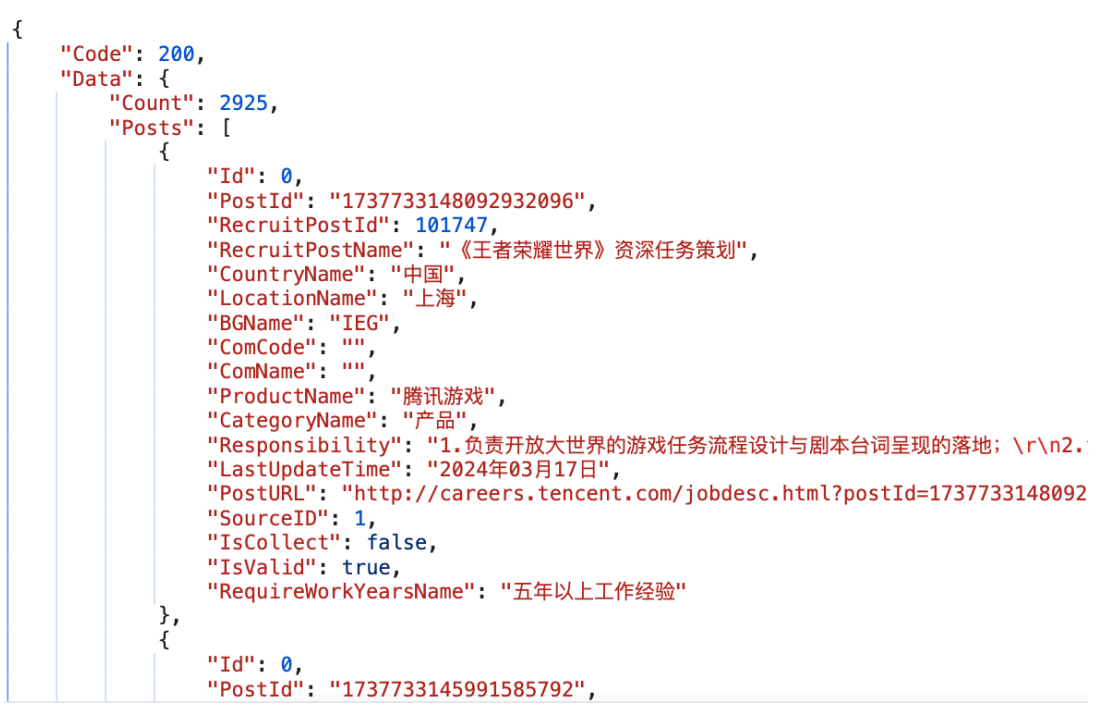 {
"Code": 200,
"Data": {
"Count": 2925,
"Posts": [
{
"Id": 0,
"PostId": "1737733148092932096",
"RecruitPostId": 101747,
"RecruitPostName": "《王者荣耀世界》资深任务策划",
"CountryName": "中国",
"LocationName": "上海",
"BGName": "IEG",
"ComCode": "",
"ComName": "",
"ProductName": "腾讯游戏",
"CategoryName": "产品",
"Responsibility": "1.负责开放大世界的游戏任务流程设计与剧本台词呈现的落地；\r\n2.
"LastUpdateTime": "2024年03月17日",
"PostURL": "http://careers.tencent.com/jobdesc.html?postId=1737733148092
"SourceID": 1,
"IsCollect": false,
"IsValid": true,
"RequireWorkYearsName": "五年以上工作经验"
},
{
"Id": 0,
"PostId": "1737733145991585792",